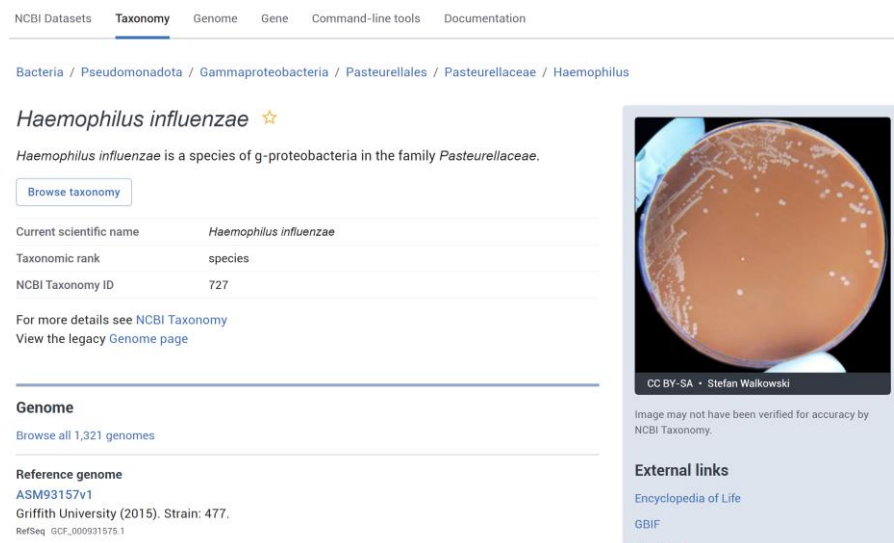 NCBI Datasets Taxonomy Genome Gene Command-line tools Documentation
Bacteria / Pseudomonadota / Gammaproteobacteria / Pasteurellales / Pasteurellaceae / Haemophilus
Haemophilus influenzae
Haemophilus influenzae is a species of g-proteobacteria in the family Pasteurellaceae.
Browse taxonomy
Current scientific name Haemophilus influenzae
Taxonomic rank species
NCBI Taxonomy ID 727
For more details see NCBI Taxonomy
View the legacy Genome page
Genome
Browse all 1,321 genomes
Reference genome
ASM93157v1
Griffith University (2015). Strain: 477.
RefSeq GCF_000931575.1
CC BY-SA • Stefan Walkowski
Image may not have been verified for accuracy by
NCBI Taxonomy.
External links
Encyclopedia of Life
GBIF